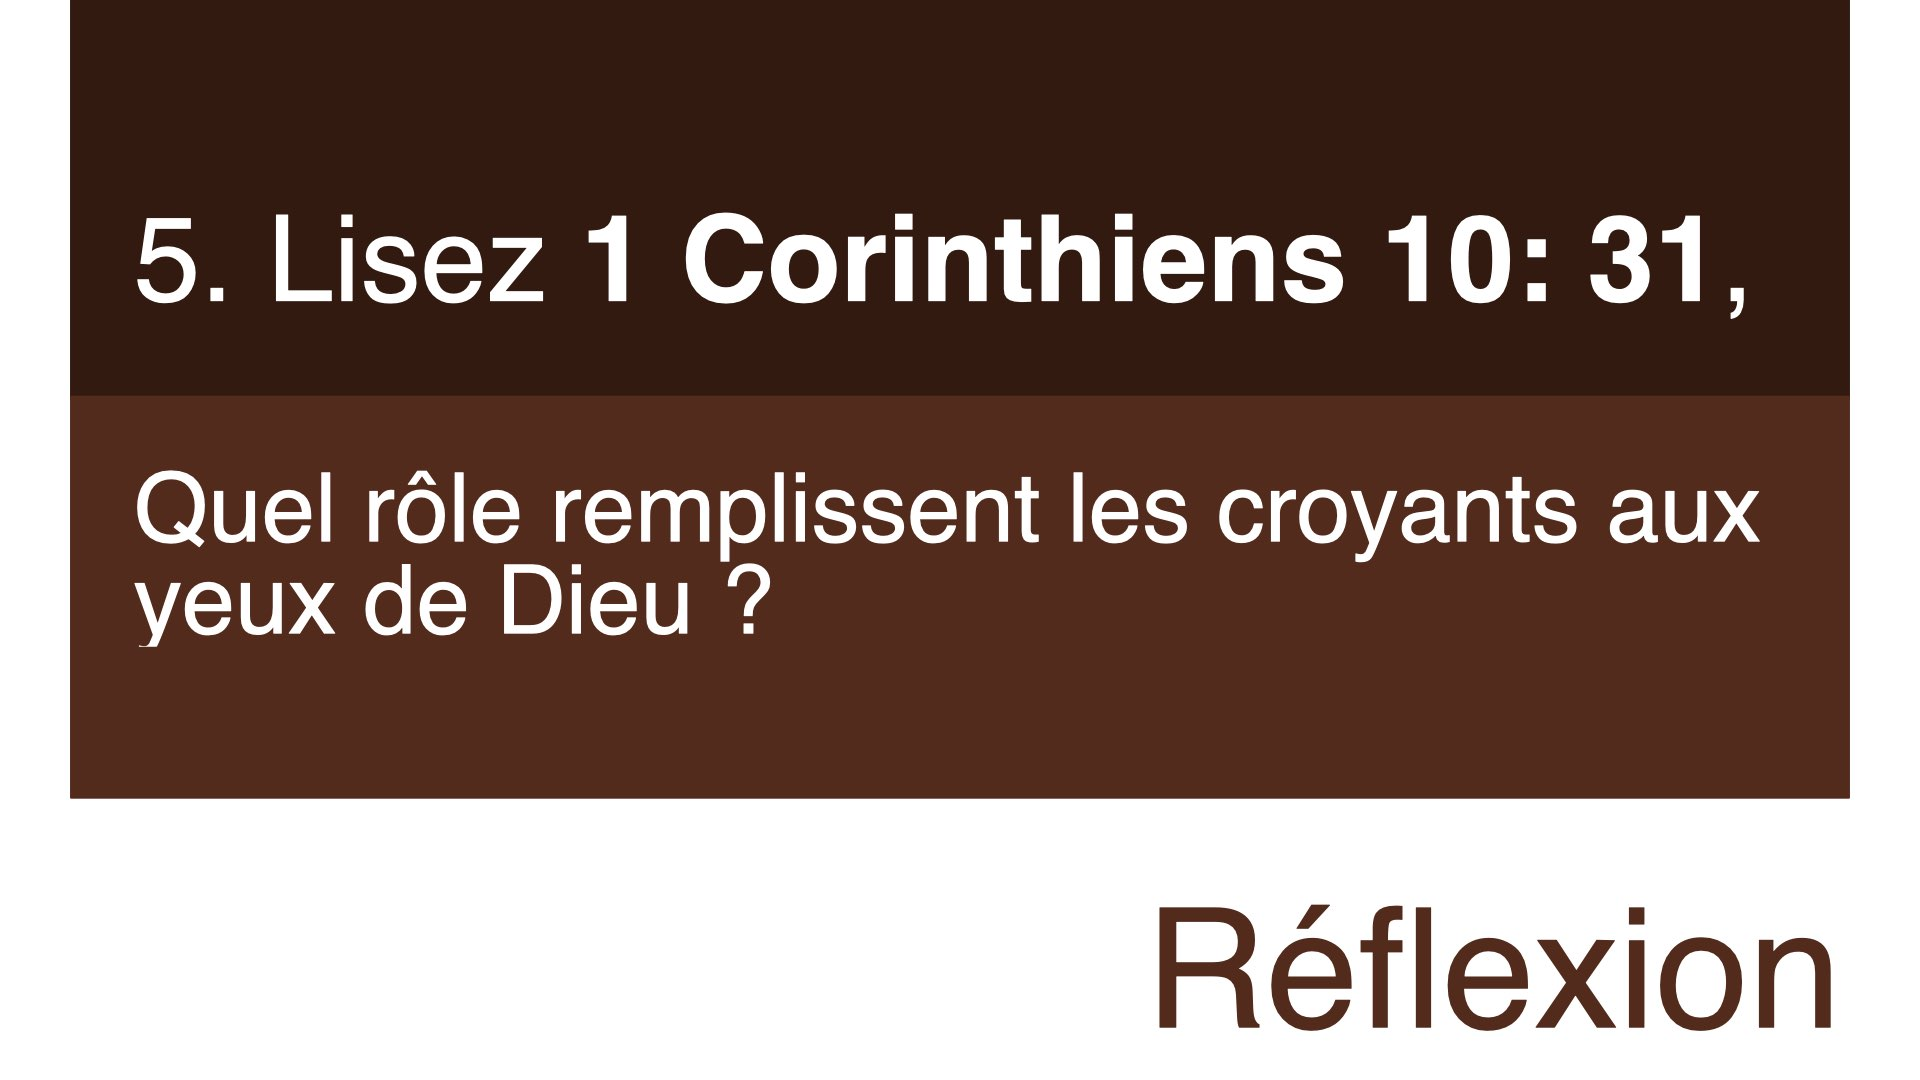 5. Lisez 1 Corinthiens 10: 31,
Quel rôle remplissent les croyants aux
yeux de Dieu ?
Réflexion